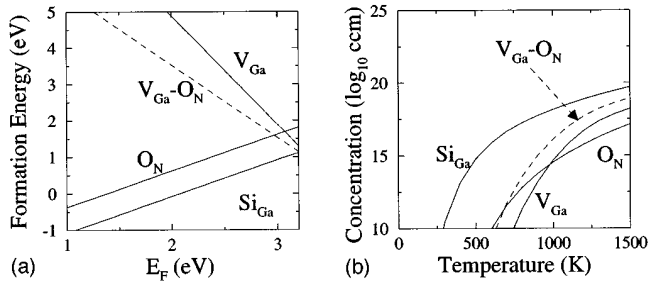 Formation Energy (eV)
5
4
3
2
1
0
-1
V_Ga
V_Ga-O_N
O_N
Si_Ga
1
2
3
E_F (eV)
(a)
Concentration (log₁₀ ccm)
25
20
15
10
V_Ga-O_N
Si_Ga
O_N
V_Ga
0
500
1000
1500
Temperature (K)
(b)